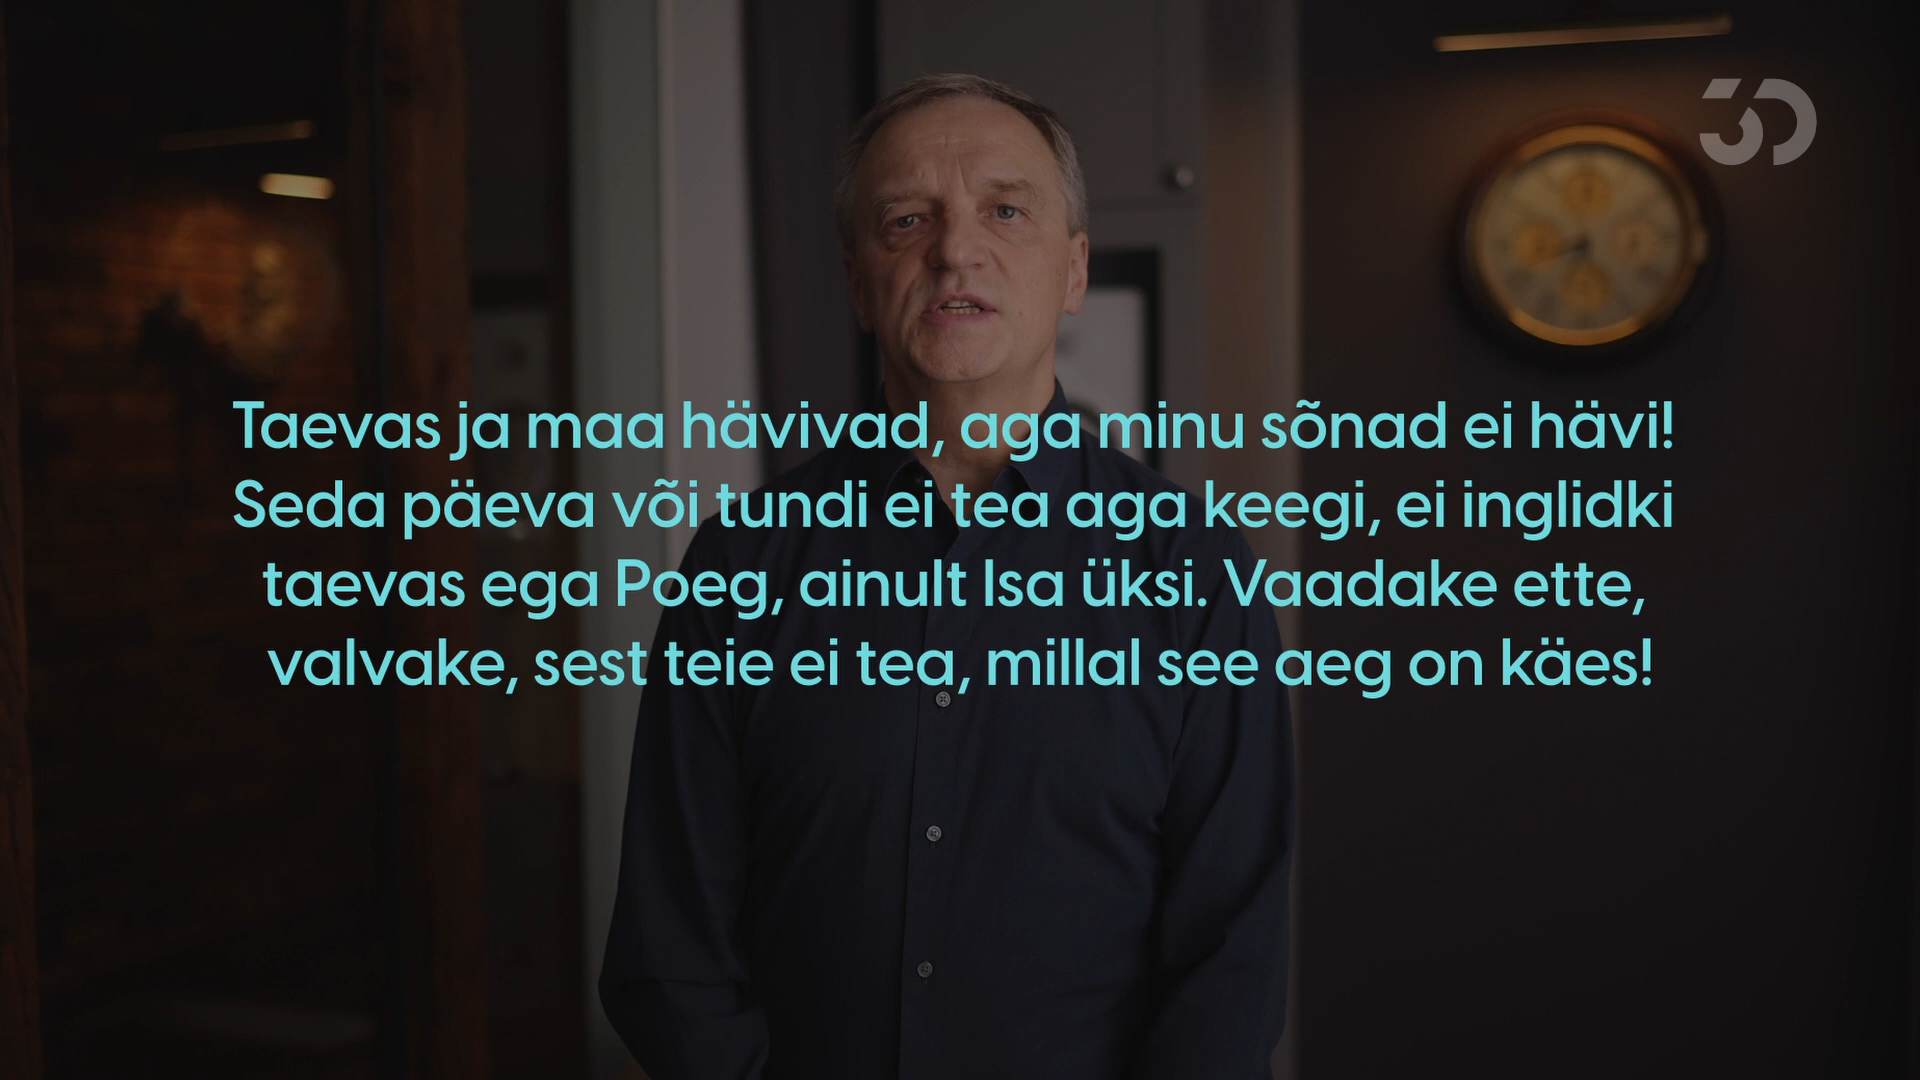 3D
Taevas ja maa hävivad, aga minu sõnad ei hävi!
Seda päeva või tundi ei tea aga keegi, ei inglidki
taevas ega Poeg, ainult Isa üksi. Vaadake ette,
valvake, sest teie ei tea, millal see aeg on käes!